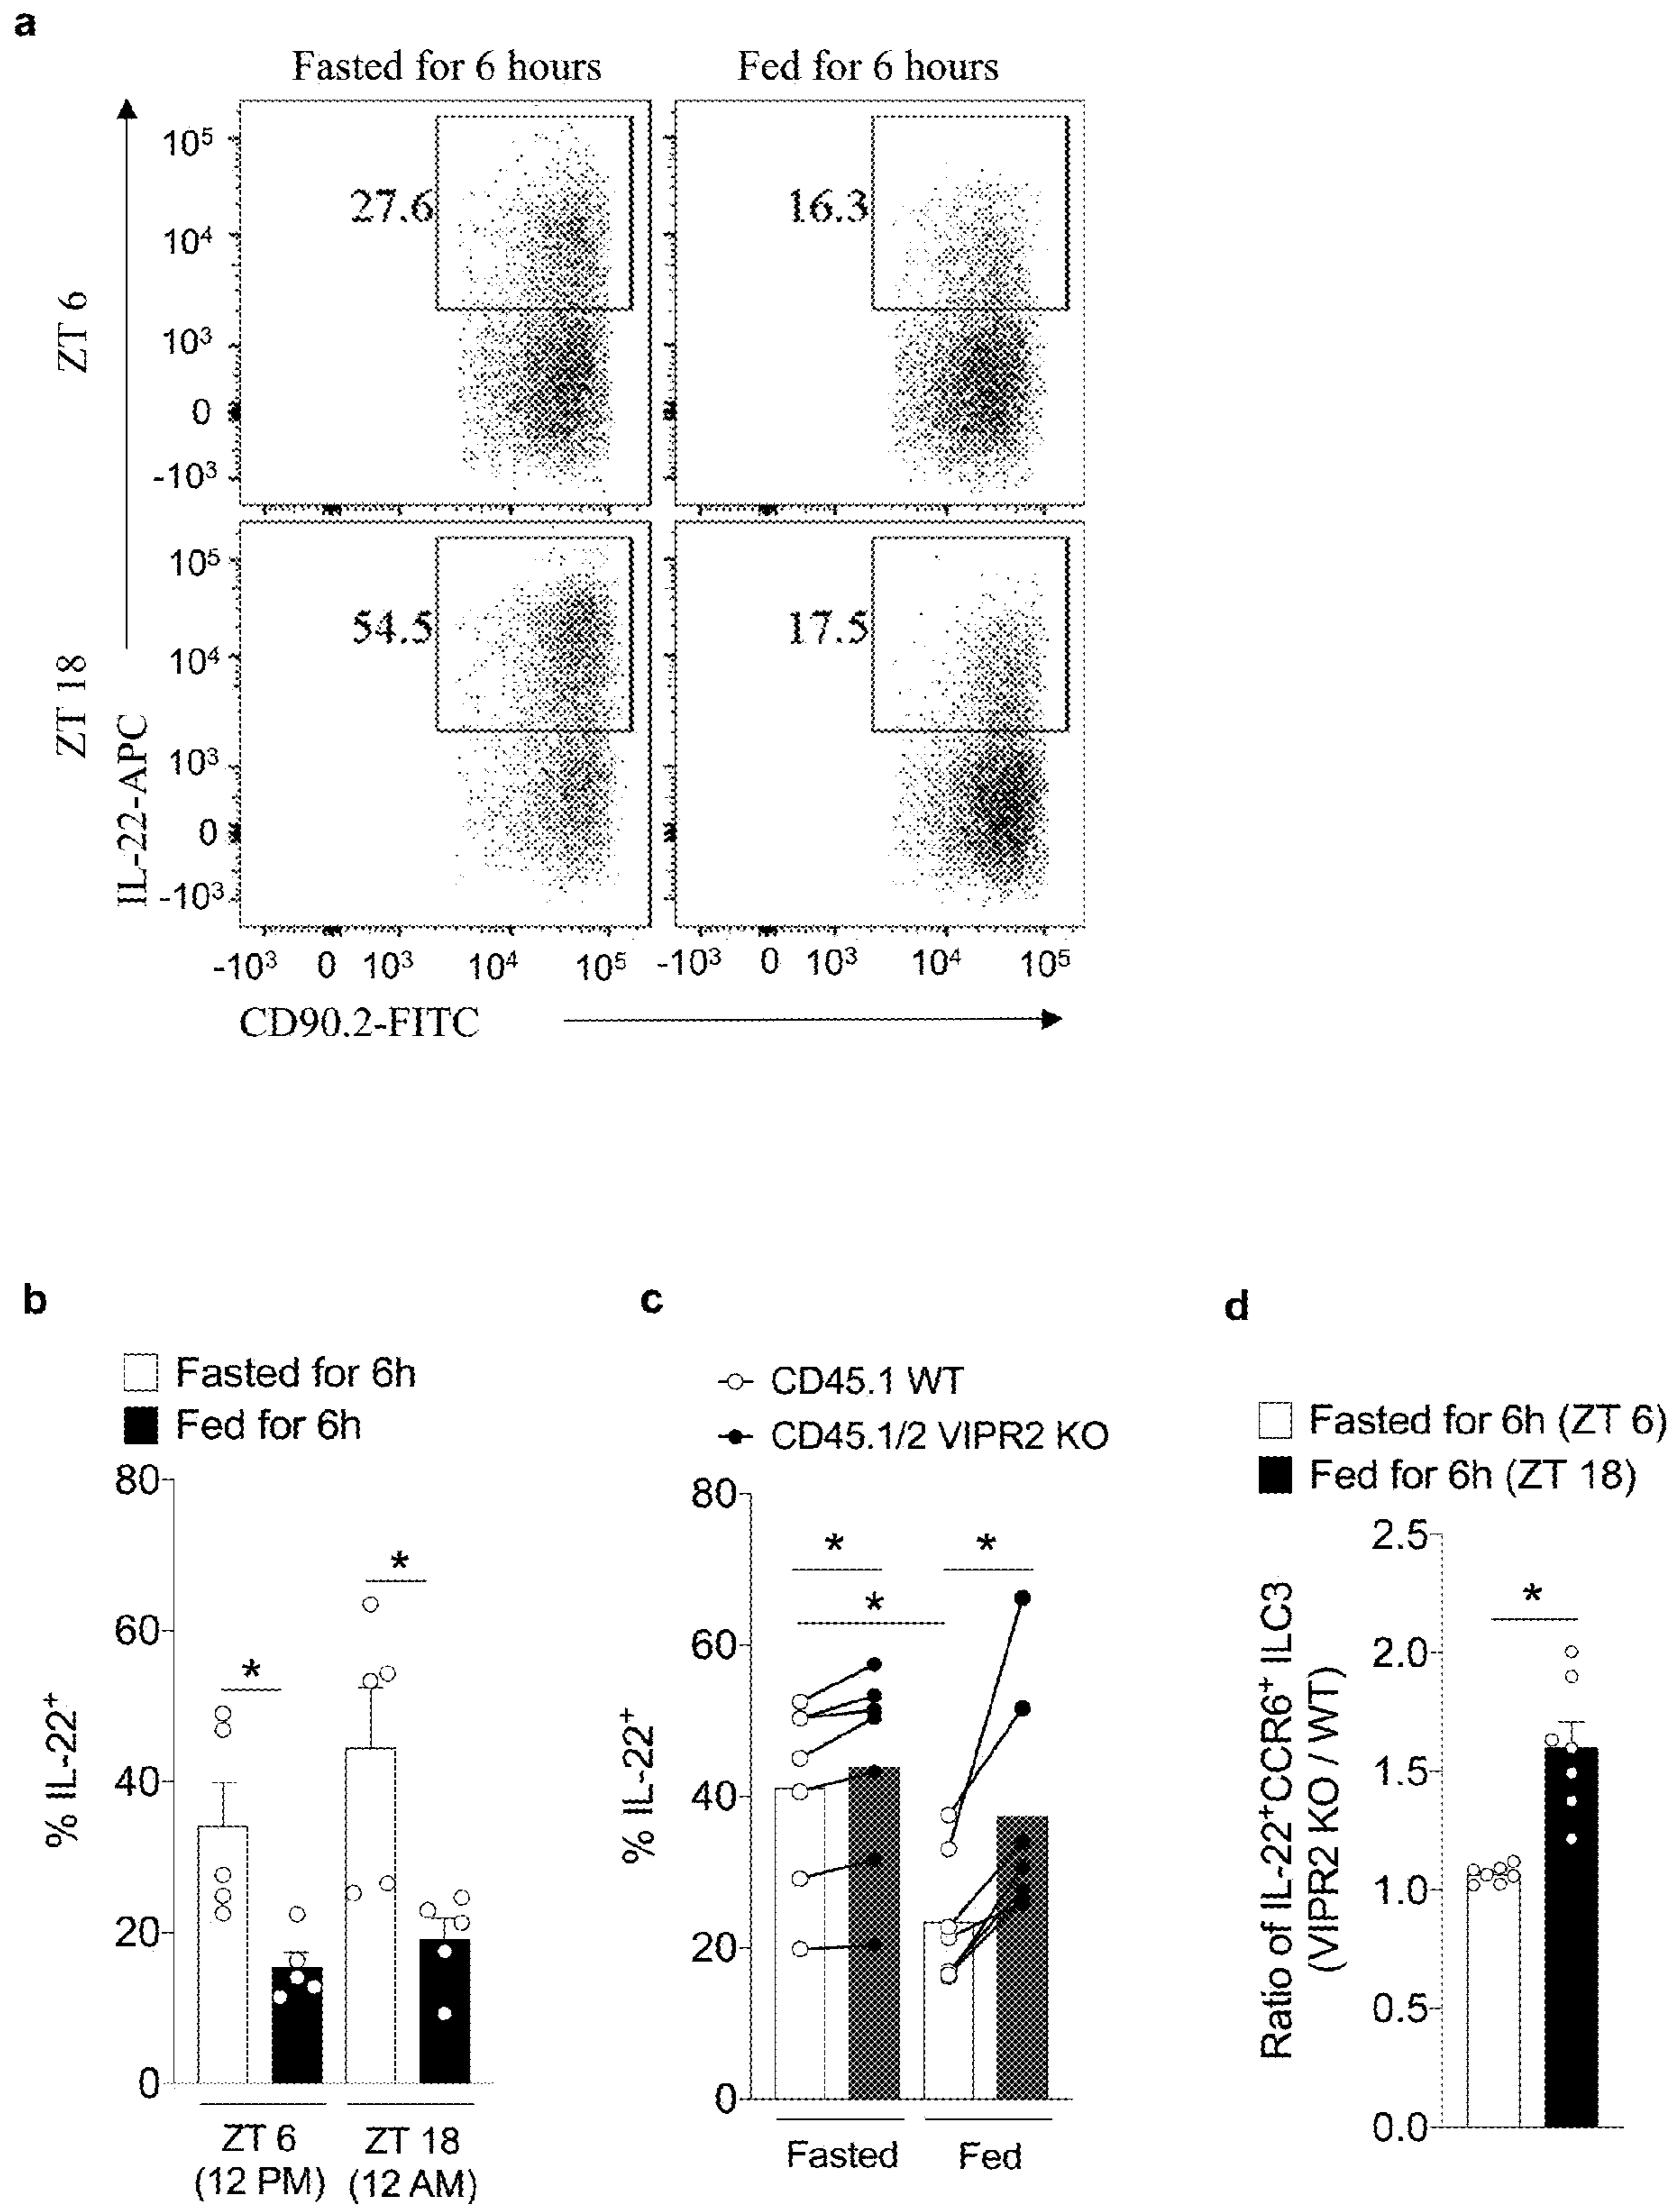 a
Fasted for 6 hours
Fed for 6 hours
ZT 6
10⁵
10⁴
10³
0
-10³
27.6
16.3
ZT 18
IL-22-APC
10⁵
10⁴
10³
0
-10³
54.5
17.5
-10³ 0 10³ 10⁴ 10⁵
-10³ 0 10³ 10⁴ 10⁵
CD90.2-FITC
b
Fasted for 6h
Fed for 6h
% IL-22⁺
80
60
40
20
0
*
*
ZT 6
(12 PM)
ZT 18
(12 AM)
c
CD45.1 WT
CD45.1/2 VIPR2 KO
% IL-22⁺
80
60
40
20
0
*
*
*
Fasted
Fed
d
Fasted for 6h (ZT 6)
Fed for 6h (ZT 18)
Ratio of IL-22⁺CCR6⁺ ILC3
(VIPR2 KO / WT)
2.5
2.0
1.5
1.0
0.5
0.0
*